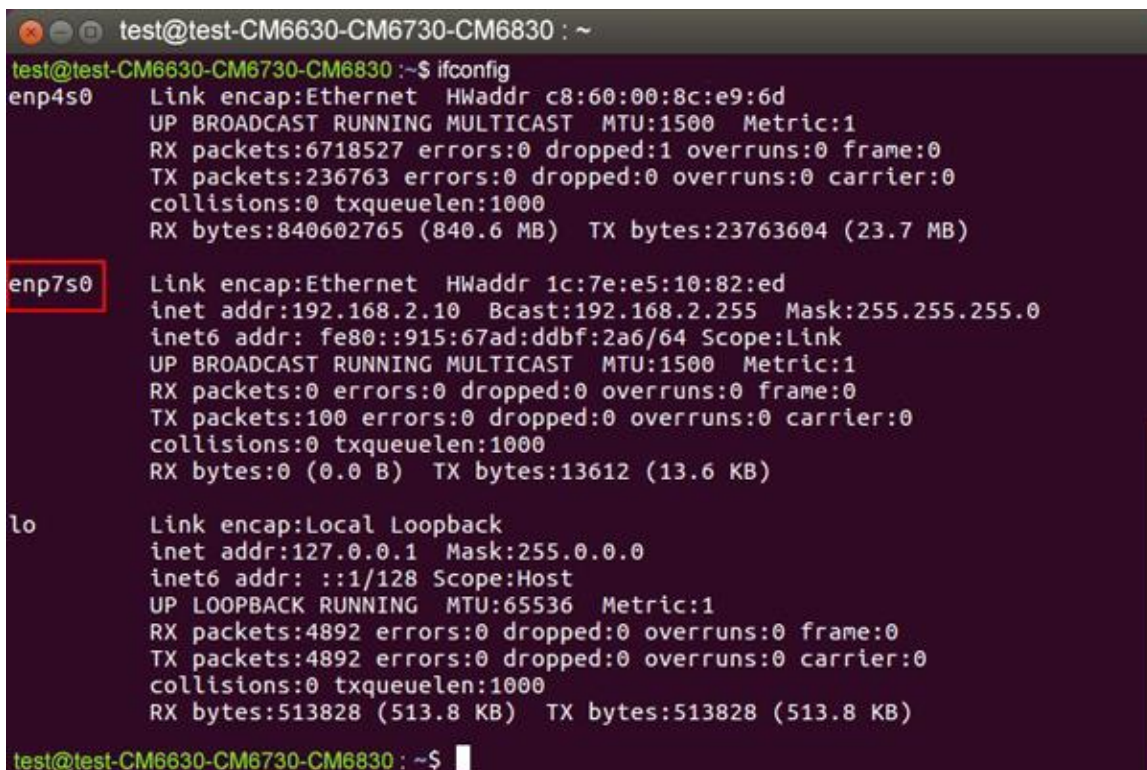 test@test-CM6630-CM6730-CM6830 : ~
test@test-CM6630-CM6730-CM6830 :~$ ifconfig
enp4s0 Link encap:Ethernet HWaddr c8:60:00:8c:e9:6d
UP BROADCAST RUNNING MULTICAST MTU:1500 Metric:1
RX packets:6718527 errors:0 dropped:1 overruns:0 frame:0
TX packets:236763 errors:0 dropped:0 overruns:0 carrier:0
collisions:0 txqueuelen:1000
RX bytes:840602765 (840.6 MB) TX bytes:23763604 (23.7 MB)
enp7s0 Link encap:Ethernet HWaddr 1c:7e:e5:10:82:ed
inet addr:192.168.2.10 Bcast:192.168.2.255 Mask:255.255.255.0
inet6 addr: fe80::915:67ad:ddbf:2a6/64 Scope:Link
UP BROADCAST RUNNING MULTICAST MTU:1500 Metric:1
RX packets:0 errors:0 dropped:0 overruns:0 frame:0
TX packets:100 errors:0 dropped:0 overruns:0 carrier:0
collisions:0 txqueuelen:1000
RX bytes:0 (0.0 B) TX bytes:13612 (13.6 KB)
lo Link encap:Local Loopback
inet addr:127.0.0.1 Mask:255.0.0.0
inet6 addr: ::1/128 Scope:Host
UP LOOPBACK RUNNING MTU:65536 Metric:1
RX packets:4892 errors:0 dropped:0 overruns:0 frame:0
TX packets:4892 errors:0 dropped:0 overruns:0 carrier:0
collisions:0 txqueuelen:1000
RX bytes:513828 (513.8 KB) TX bytes:513828 (513.8 KB)
test@test-CM6630-CM6730-CM6830 : ~$